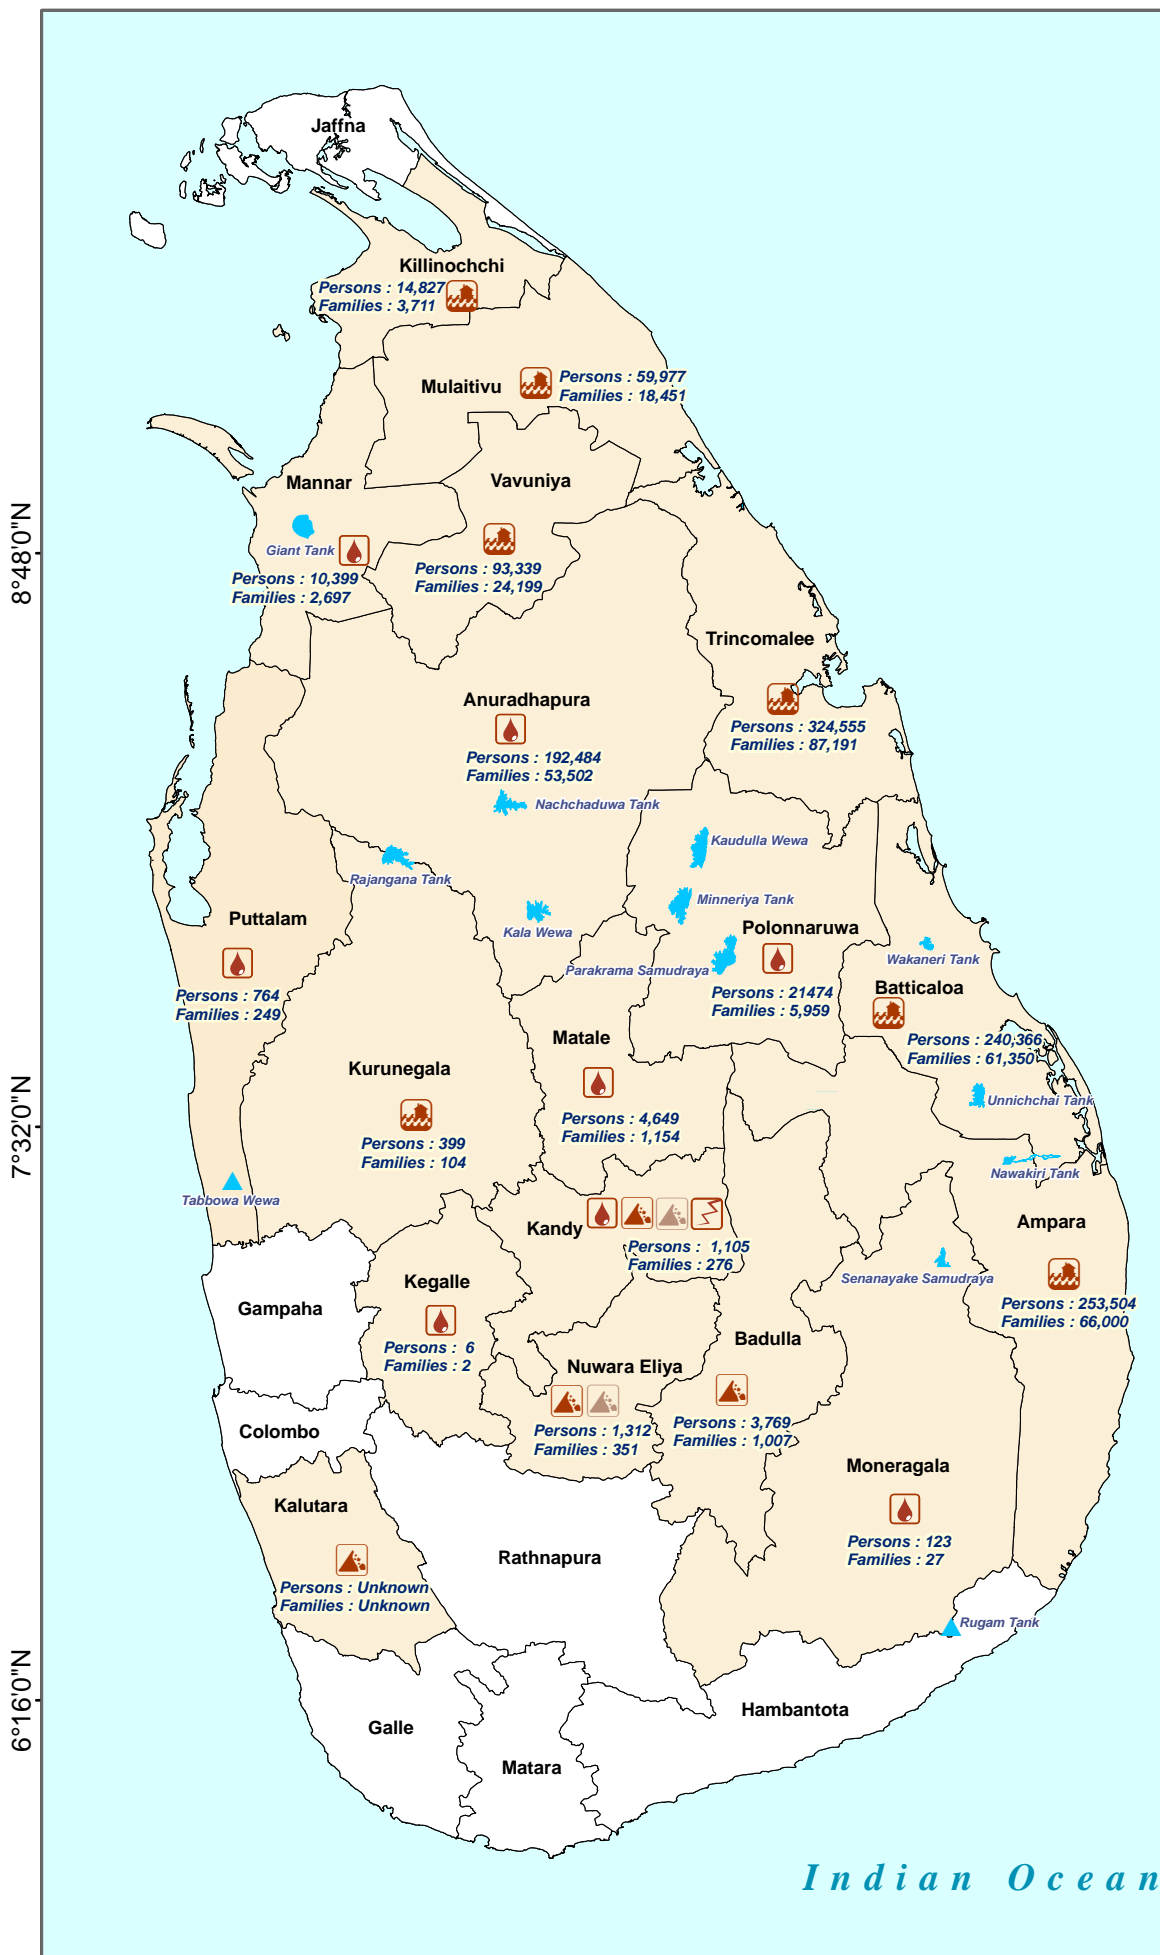 Jaffna
Killinochchi
Persons : 14,827
Families : 3,711
Mulaitivu
Persons : 59,977
Families : 18,451
Mannar
Vavuniya
8°48'0"N
Giant Tank
Persons : 10,399
Families : 2,697
Persons : 93,339
Families : 24,199
Trincomalee
Anuradhapura
Persons : 324,555
Families : 87,191
Persons : 192,484
Families : 53,502
Nachchaduwa Tank
Kaudulla Wewa
Rajangana Tank
Minneriya Tank
Puttalam
Kala Wewa
Polonnaruwa
Wakaneri Tank
Parakrama Samudraya
Batticaloa
Persons : 764
Families : 249
Persons : 21474
Families : 5,959
Matale
Persons : 240,366
Families : 61,350
Kurunegala
Unnichchai Tank
7°32'0"N
Persons : 4,649
Families : 1,154
Persons : 399
Families : 104
Nawakiri Tank
Tabbowa Wewa
Kandy
Ampara
Persons : 1,105
Families : 276
Kegalle
Senanayake Samudraya
Gampaha
Persons : 253,504
Families : 66,000
Persons : 6
Families : 2
Badulla
Nuwara Eliya
Colombo
Persons : 1,312
Families : 351
Persons : 3,769
Families : 1,007
Moneragala
Kalutara
Persons : 123
Families : 27
Rathnapura
Persons : Unknown
Families : Unknown
Rugam Tank
6°16'0"N
Hambantota
Galle
Matara
Indian Ocean